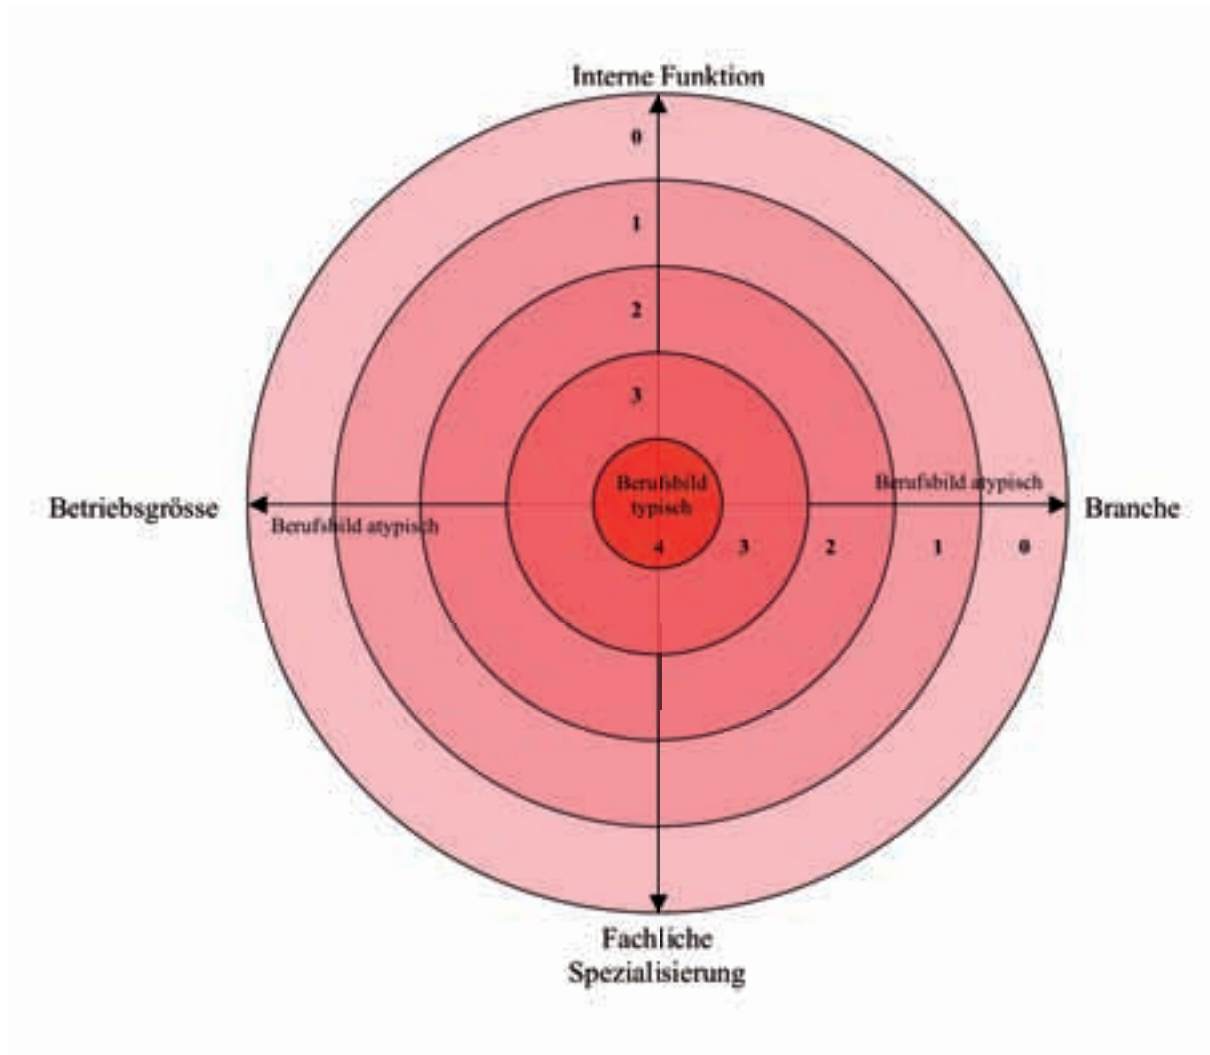 Interne Funktion
0
1
2
3
Berufsbild
typisch
Berufsbild atypisch
Betriebsgrösse
Branche
Berufsbild atypisch
4 3 2 1 0
Fachliche
Spezialisierung